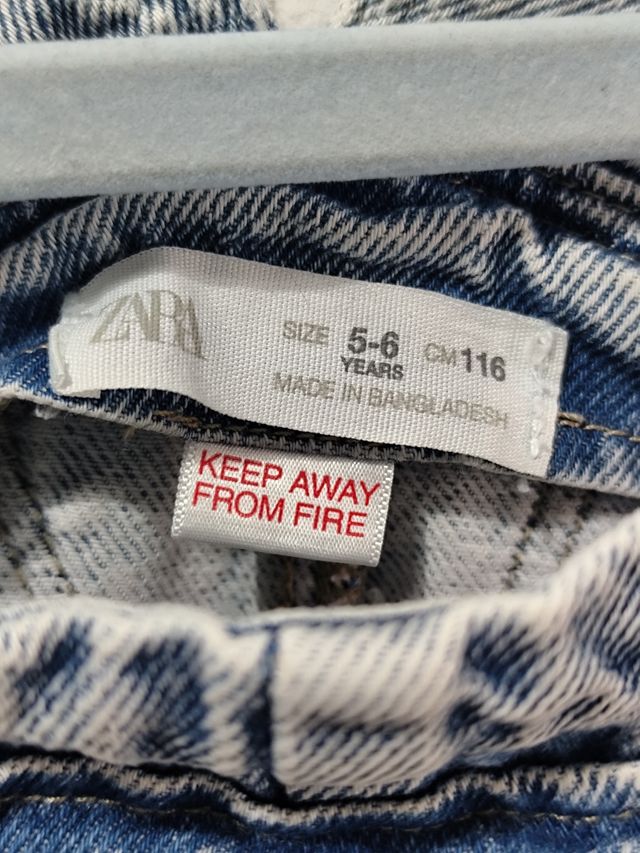 ZARA
SIZE 5-6 YEARS CM 116
MADE IN BANGLADESH
KEEP AWAY
FROM FIRE